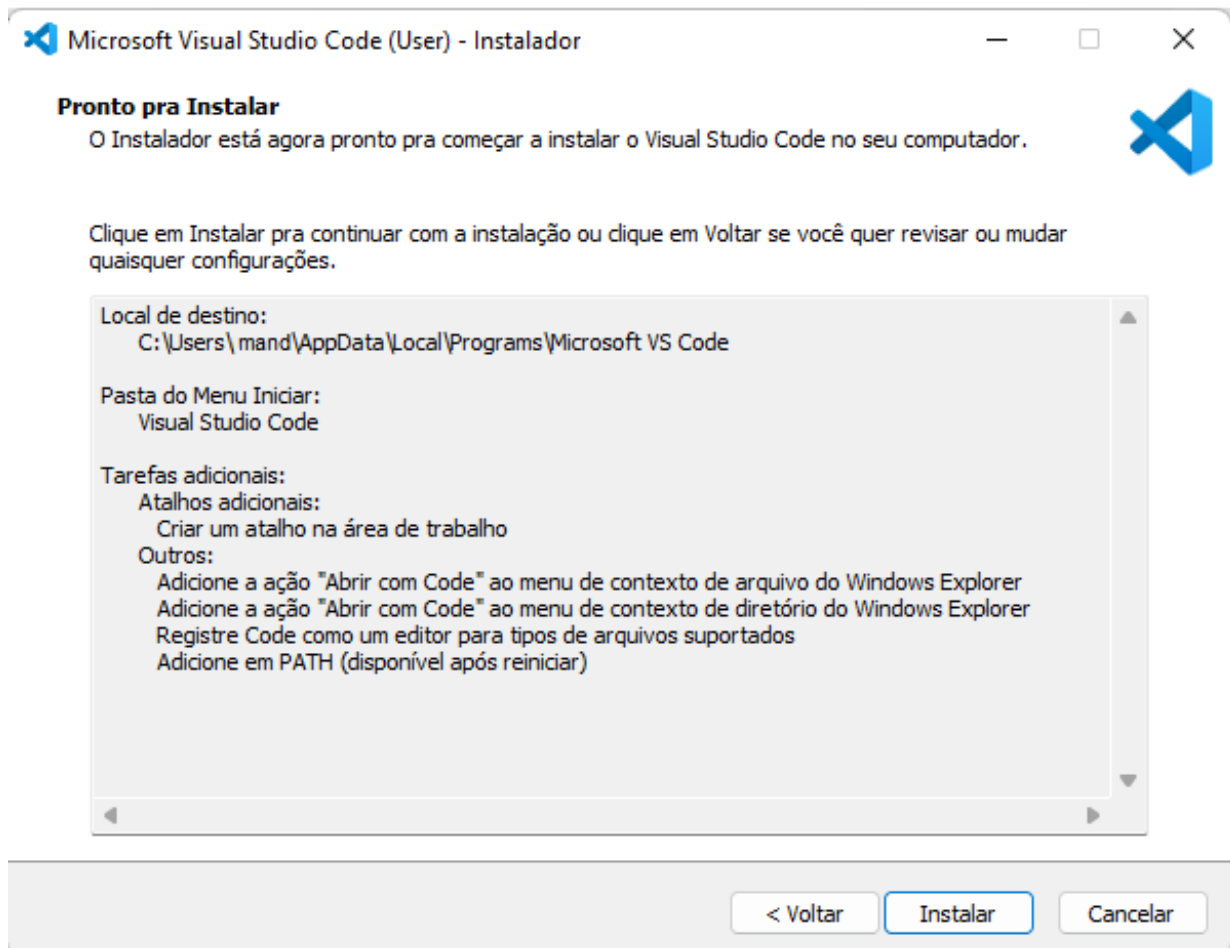 Microsoft Visual Studio Code (User) - Instalador
Pronto pra Instalar
O Instalador está agora pronto pra começar a instalar o Visual Studio Code no seu computador.
Clique em Instalar pra continuar com a instalação ou clique em Voltar se você quer revisar ou mudar
quaisquer configurações.
Local de destino:
C:\Users\ mand\AppData\Local\Programs\Microsoft VS Code
Pasta do Menu Iniciar:
Visual Studio Code
Tarefas adicionais:
Atalhos adicionais:
Criar um atalho na área de trabalho
Outros:
Adicione a ação "Abrir com Code" ao menu de contexto de arquivo do Windows Explorer
Adicione a ação "Abrir com Code" ao menu de contexto de diretório do Windows Explorer
Registre Code como um editor para tipos de arquivos suportados
Adicione em PATH (disponível após reiniciar)
< Voltar
Instalar
Cancelar